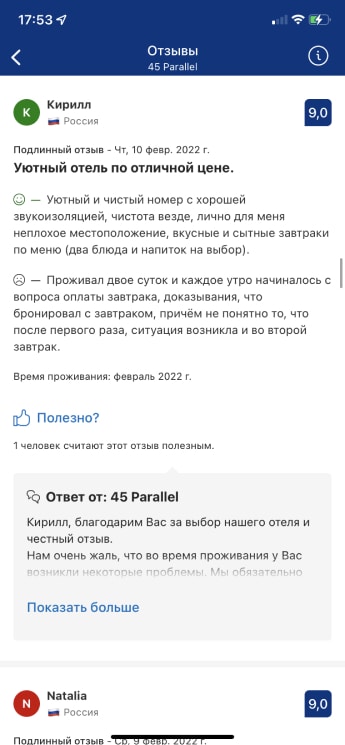 17:53
Отзывы
45 Parallel
К
Кирилл
Россия
9,0
Подлинный отзыв - Чт, 10 февр. 2022 г.
Уютный отель по отличной цене.
— Уютный и чистый номер с хорошей
звукоизоляцией, чистота везде, лично для меня
неплохое местоположение, вкусные и сытные завтраки
по меню (два блюда и напиток на выбор).
— Проживал двое суток и каждое утро начиналось с
вопроса оплаты завтрака, доказывания, что
бронировал с завтраком, причём не понятно то, что
после первого раза, ситуация возникла и во второй
завтрак.
Время проживания: февраль 2022 г.
Полезно?
1 человек считают этот отзыв полезным.
Ответ от: 45 Parallel
Кирилл, благодарим Вас за выбор нашего отеля и
честный отзыв.
Нам очень жаль, что во время проживания у Вас
возникли некоторые проблемы. Мы обязательно
Показать больше
N
Natalia
Россия
9,0
Подлинный отзыв - Ср, 9 февр. 2022 г.